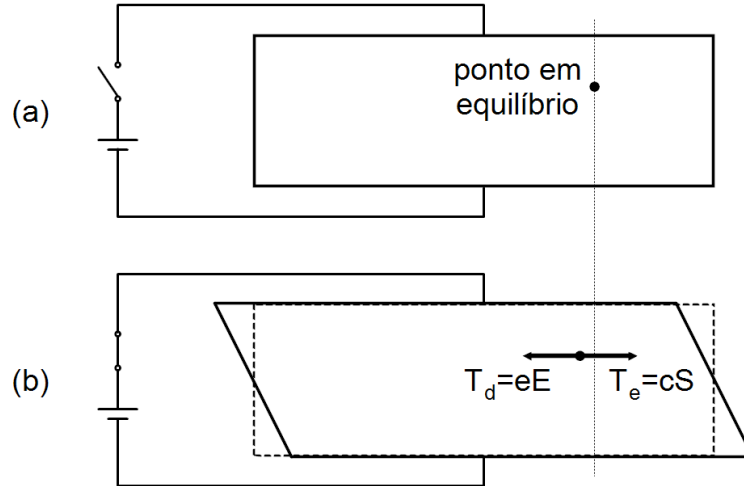 (a)
ponto em
equilíbrio
(b)
T_d=eE
T_e=cS